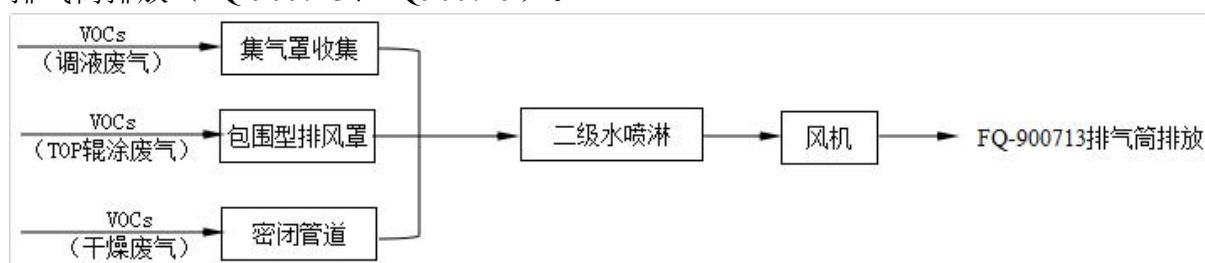 VOCs
(调液废气)
集气罩收集
VOCs
(TOP辊涂废气)
包围型排风罩
二级水喷淋
风机
FQ-900713排气筒排放
VOCs
(干燥废气)
密闭管道